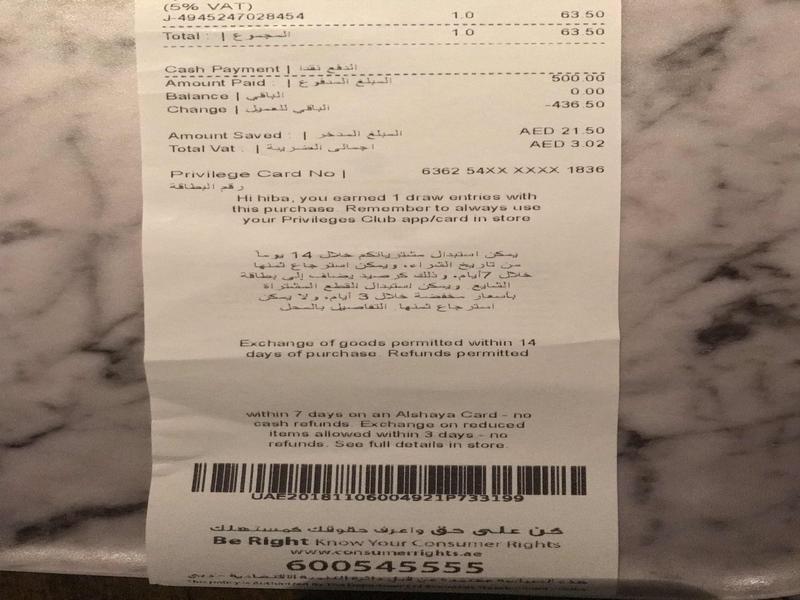 (5% VAT)
J-4945247028454 1.0 63.50
Total : | المجموع 1.0 63.50
Cash Payment | الدفع نقدا
Amount Paid : | المبلغ المدفوع 500.00
Balance | الباقي 0.00
Change | الباقي للعميل -436.50
Amount Saved : | المبلغ المدخر AED 21.50
Total Vat : | اجمالى الضريبة AED 3.02
Privilege Card No | 6362 54XX XXXX 1836
رقم البطاقة
Hi hiba, you earned 1 draw entries with
this purchase. Remember to always use
your Privileges Club app/card in store
يمكن استبدال مشترياتكم خلال 14 يوماً
من تاريخ الشراء، ويمكن استرجاع ثمنها
خلال 7أيام، وذلك كرصيد يضاف إلى بطاقة
الشايع. ويمكن استبدال القطع المشتراة
بأسعار مخفضة خلال 3 أيام، ولا يمكن
استرجاع ثمنها. التفاصيل بالمحل
Exchange of goods permitted within 14
days of purchase. Refunds permitted
within 7 days on an Alshaya Card - no
cash refunds. Exchange on reduced
items allowed within 3 days - no
refunds. See full details in store.
UAE20181106004921P733199
كن على حق واعرف حقوقك كمستهلك
Be Right Know Your Consumer Rights
www.consumerrights.ae
600545555